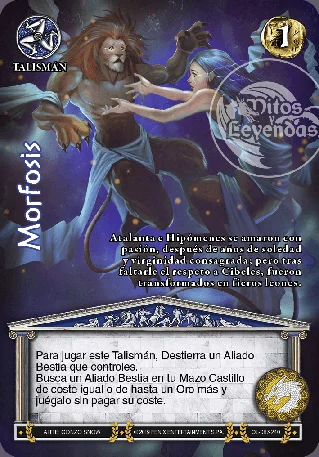 TALISMAN
1
Mitos y
Leyendas
Morfosis
Atalanta e Hipómenes se amaron con
pasión, después de años de soledad
y virginidad consagrada; pero tras
faltarle el respeto a Cibeles, fueron
transformados en fieros leones.
Para jugar este Talismán, Destierra un Aliado
Bestia que controles.
Busca un Aliado Bestia en tu Mazo Castillo
de coste igual o de hasta un Oro más y
juégalo sin pagar su coste.